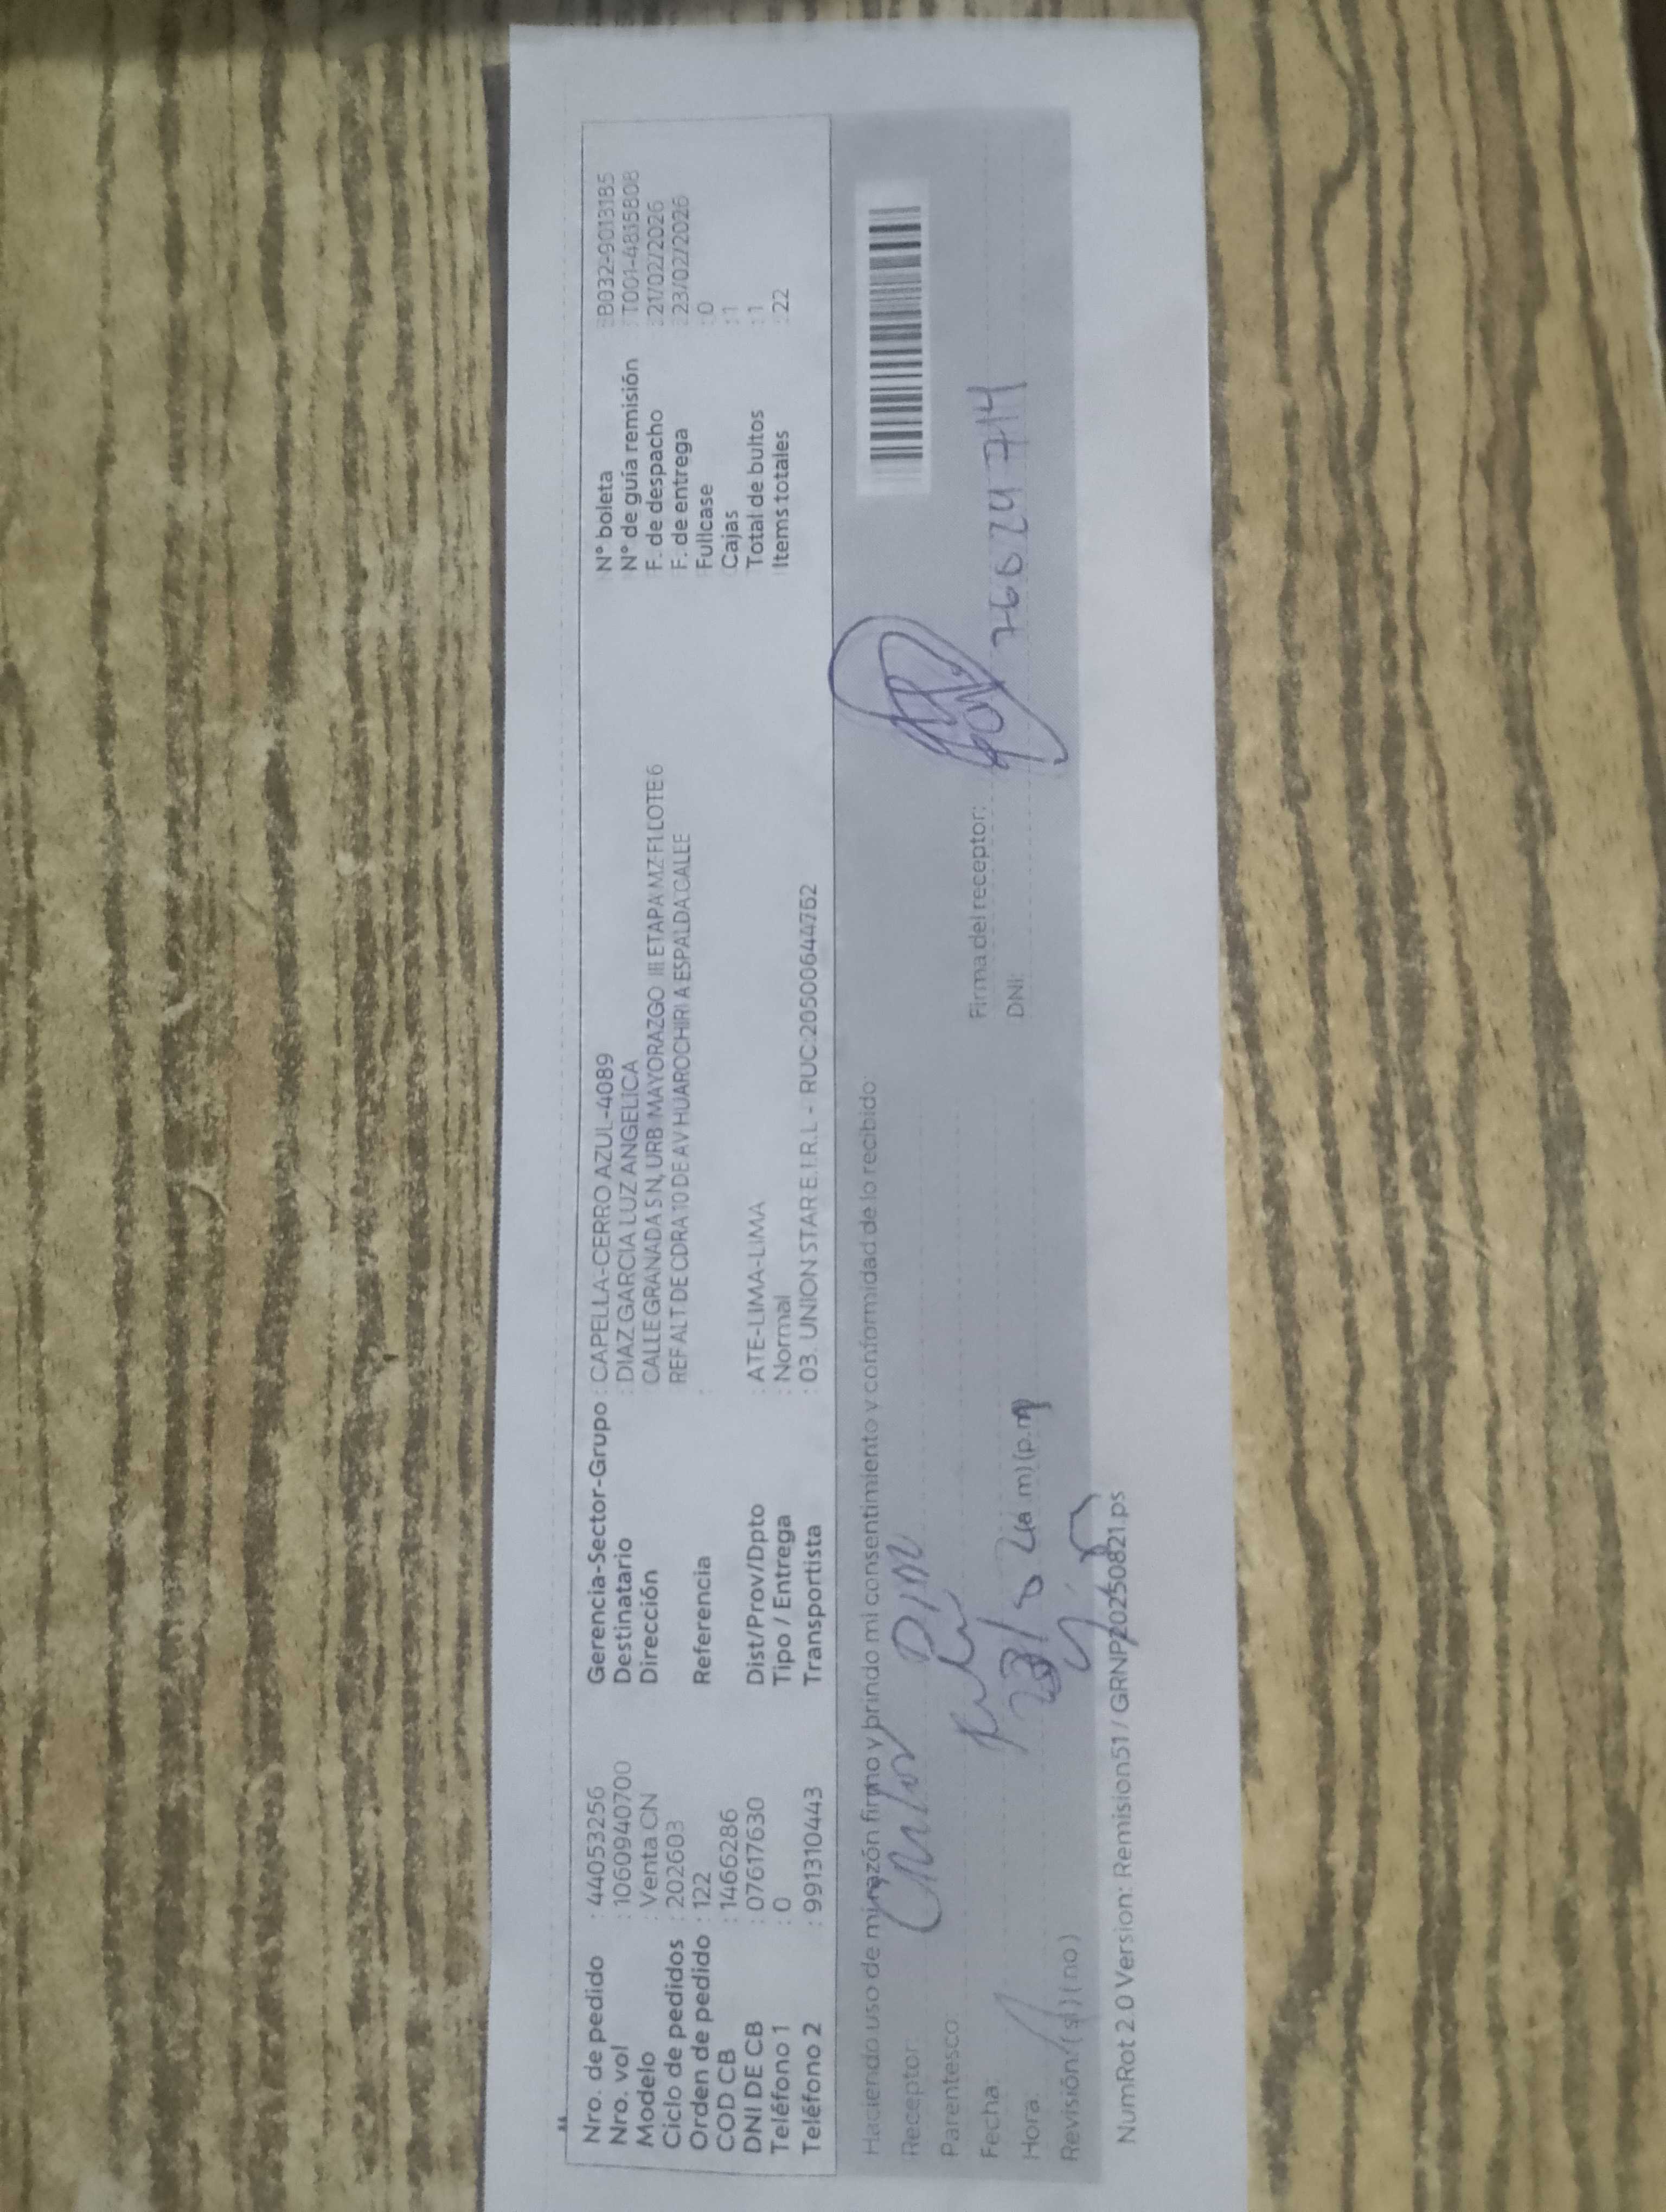 Nro. de pedido : 44053256
Nro. vol : 1060940700
Modelo : Venta CN
Ciclo de pedidos : 202603
Orden de pedido : 122
COD CB : 1466286
DNI DE CB : 07617630
Teléfono 1 : 0
Teléfono 2 : 991310443
Gerencia-Sector-Grupo : CAPELLA-CERRO AZUL-4089
Destinatario : DIAZ GARCIA LUZ ANGELICA
Dirección : CALLE GRANADA S N, URB MAYORAZGO III ETAPA MZ F1 LOTE 6
REF ALT DE CDRA 10 DE AV HUAROCHIRI A ESPALDA CALLE
Referencia :
Dist/Prov/Dpto : ATE-LIMA-LIMA
Tipo / Entrega : Normal
Transportista : 03. UNION STAR E.I.R.L - RUC:20500644762
N° boleta : B032-9013185
N° de guía remisión : T001-4815808
F. de despacho : 21/02/2026
F. de entrega : 23/02/2026
Fullcase : 0
Cajas : 1
Total de bultos : 1
Items totales : 22
Haciendo uso de mi razón firmo y brindo mi consentimiento y conformidad de lo recibido:
Receptor:
Parentesco:
Fecha:
Hora: (a.m)(p.m)
Revisión (si)(no)
Firma del receptor:
DNI: 76024714
NumRot 2.0 Version: Remision51 / GRNP20250821.ps